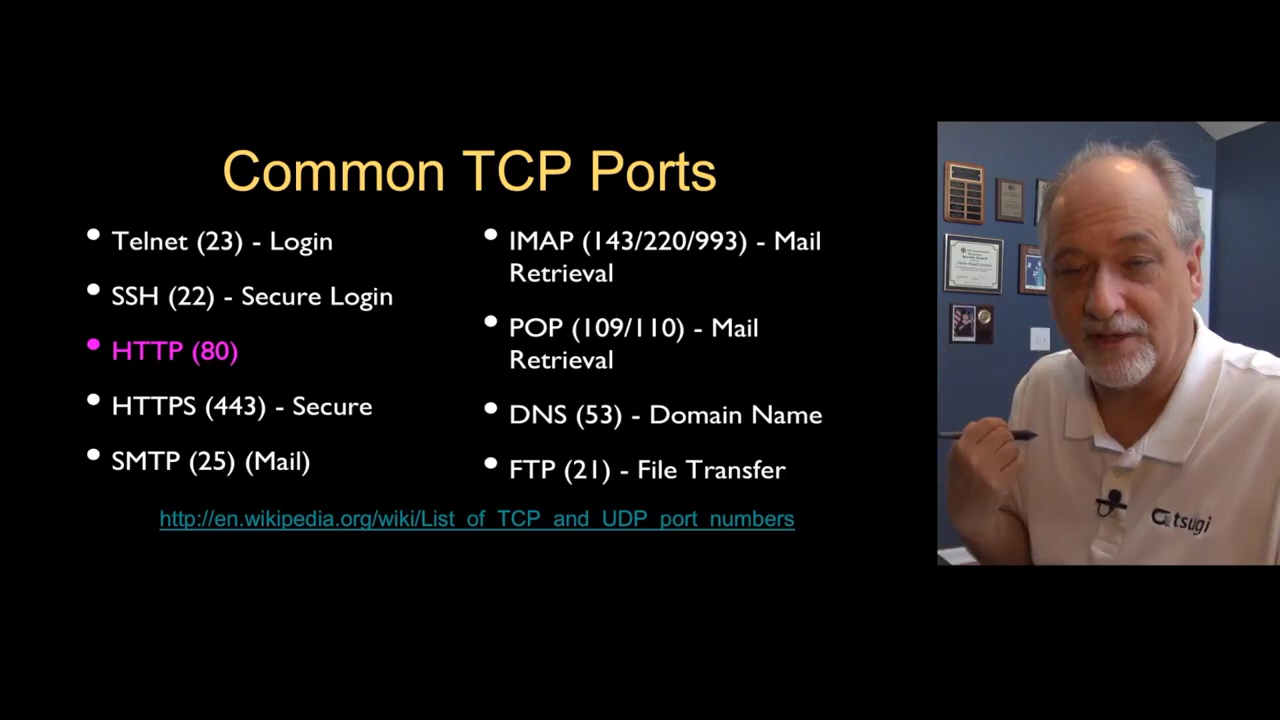 Common TCP Ports
• Telnet (23) - Login
• SSH (22) - Secure Login
• HTTP (80)
• HTTPS (443) - Secure
• SMTP (25) (Mail)
• IMAP (143/220/993) - Mail
Retrieval
• POP (109/110) - Mail
Retrieval
• DNS (53) - Domain Name
• FTP (21) - File Transfer
http://en.wikipedia.org/wiki/List_of_TCP_and_UDP_port_numbers
tsugi